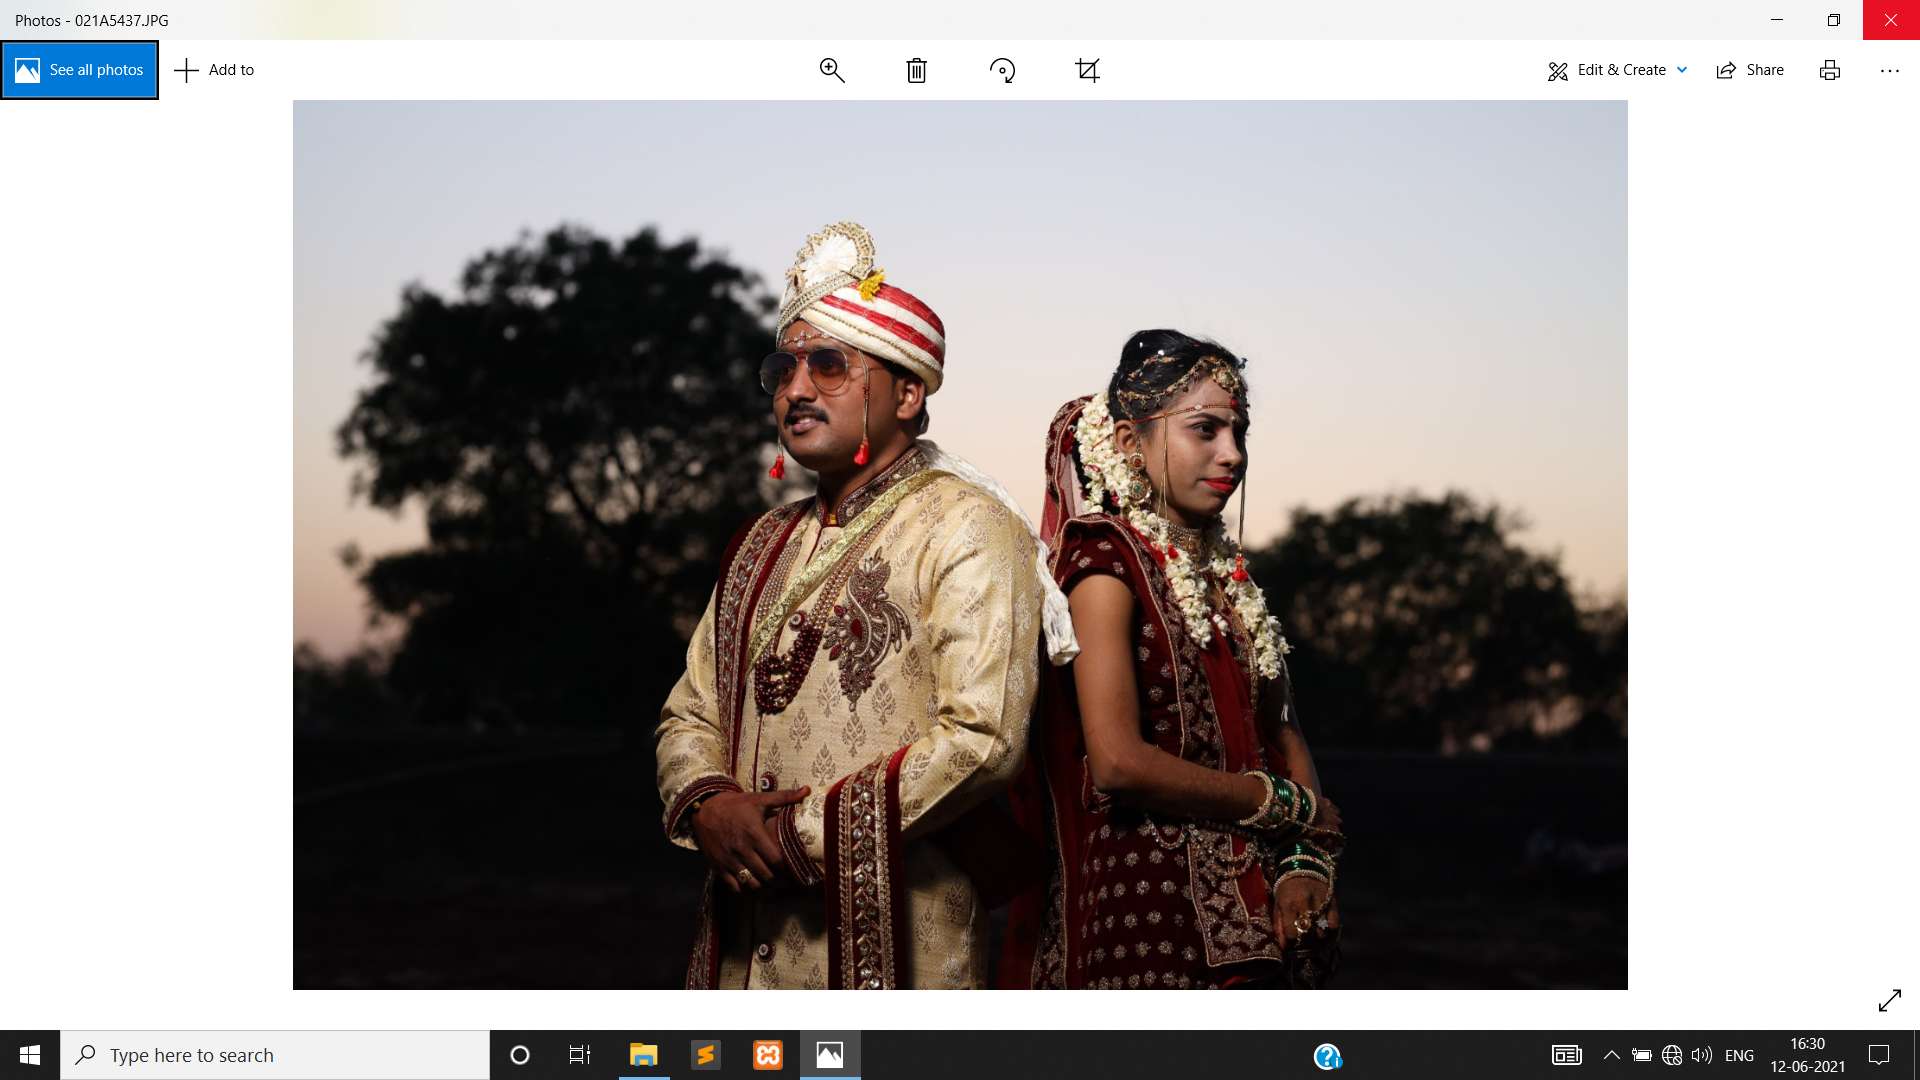 Photos - 021A5437.JPG
See all photos
Add to
Edit & Create
Share
Type here to search
ENG
16:30
12-06-2021